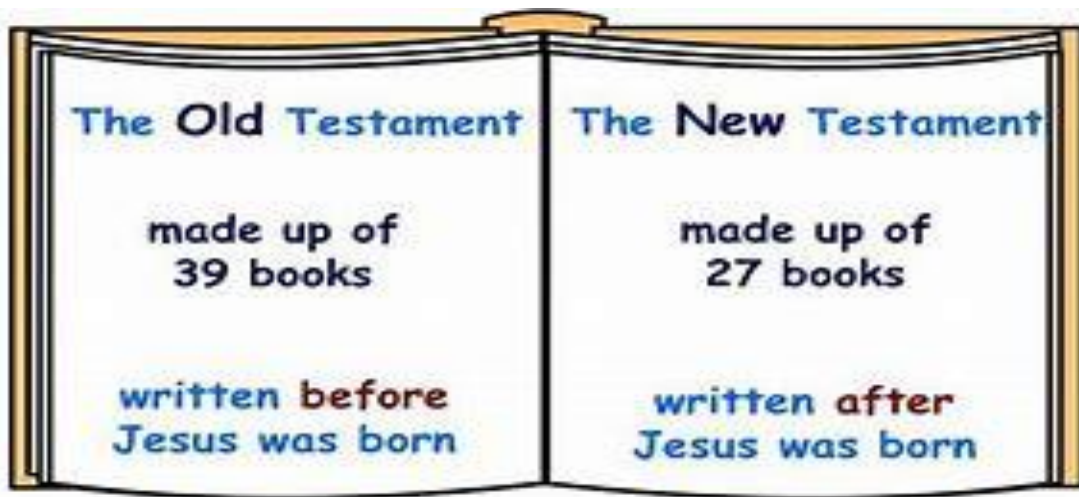 The Old Testament
made up of
39 books
written before
Jesus was born
The New Testament
made up of
27 books
written after
Jesus was born